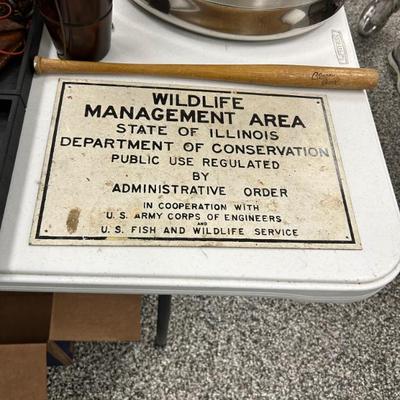 WILDLIFE
MANAGEMENT AREA
STATE OF ILLINOIS
DEPARTMENT OF CONSERVATION
PUBLIC USE REGULATED
BY
ADMINISTRATIVE ORDER
IN COOPERATION WITH
U.S. ARMY CORPS OF ENGINEERS
AND
U.S. FISH AND WILDLIFE SERVICE